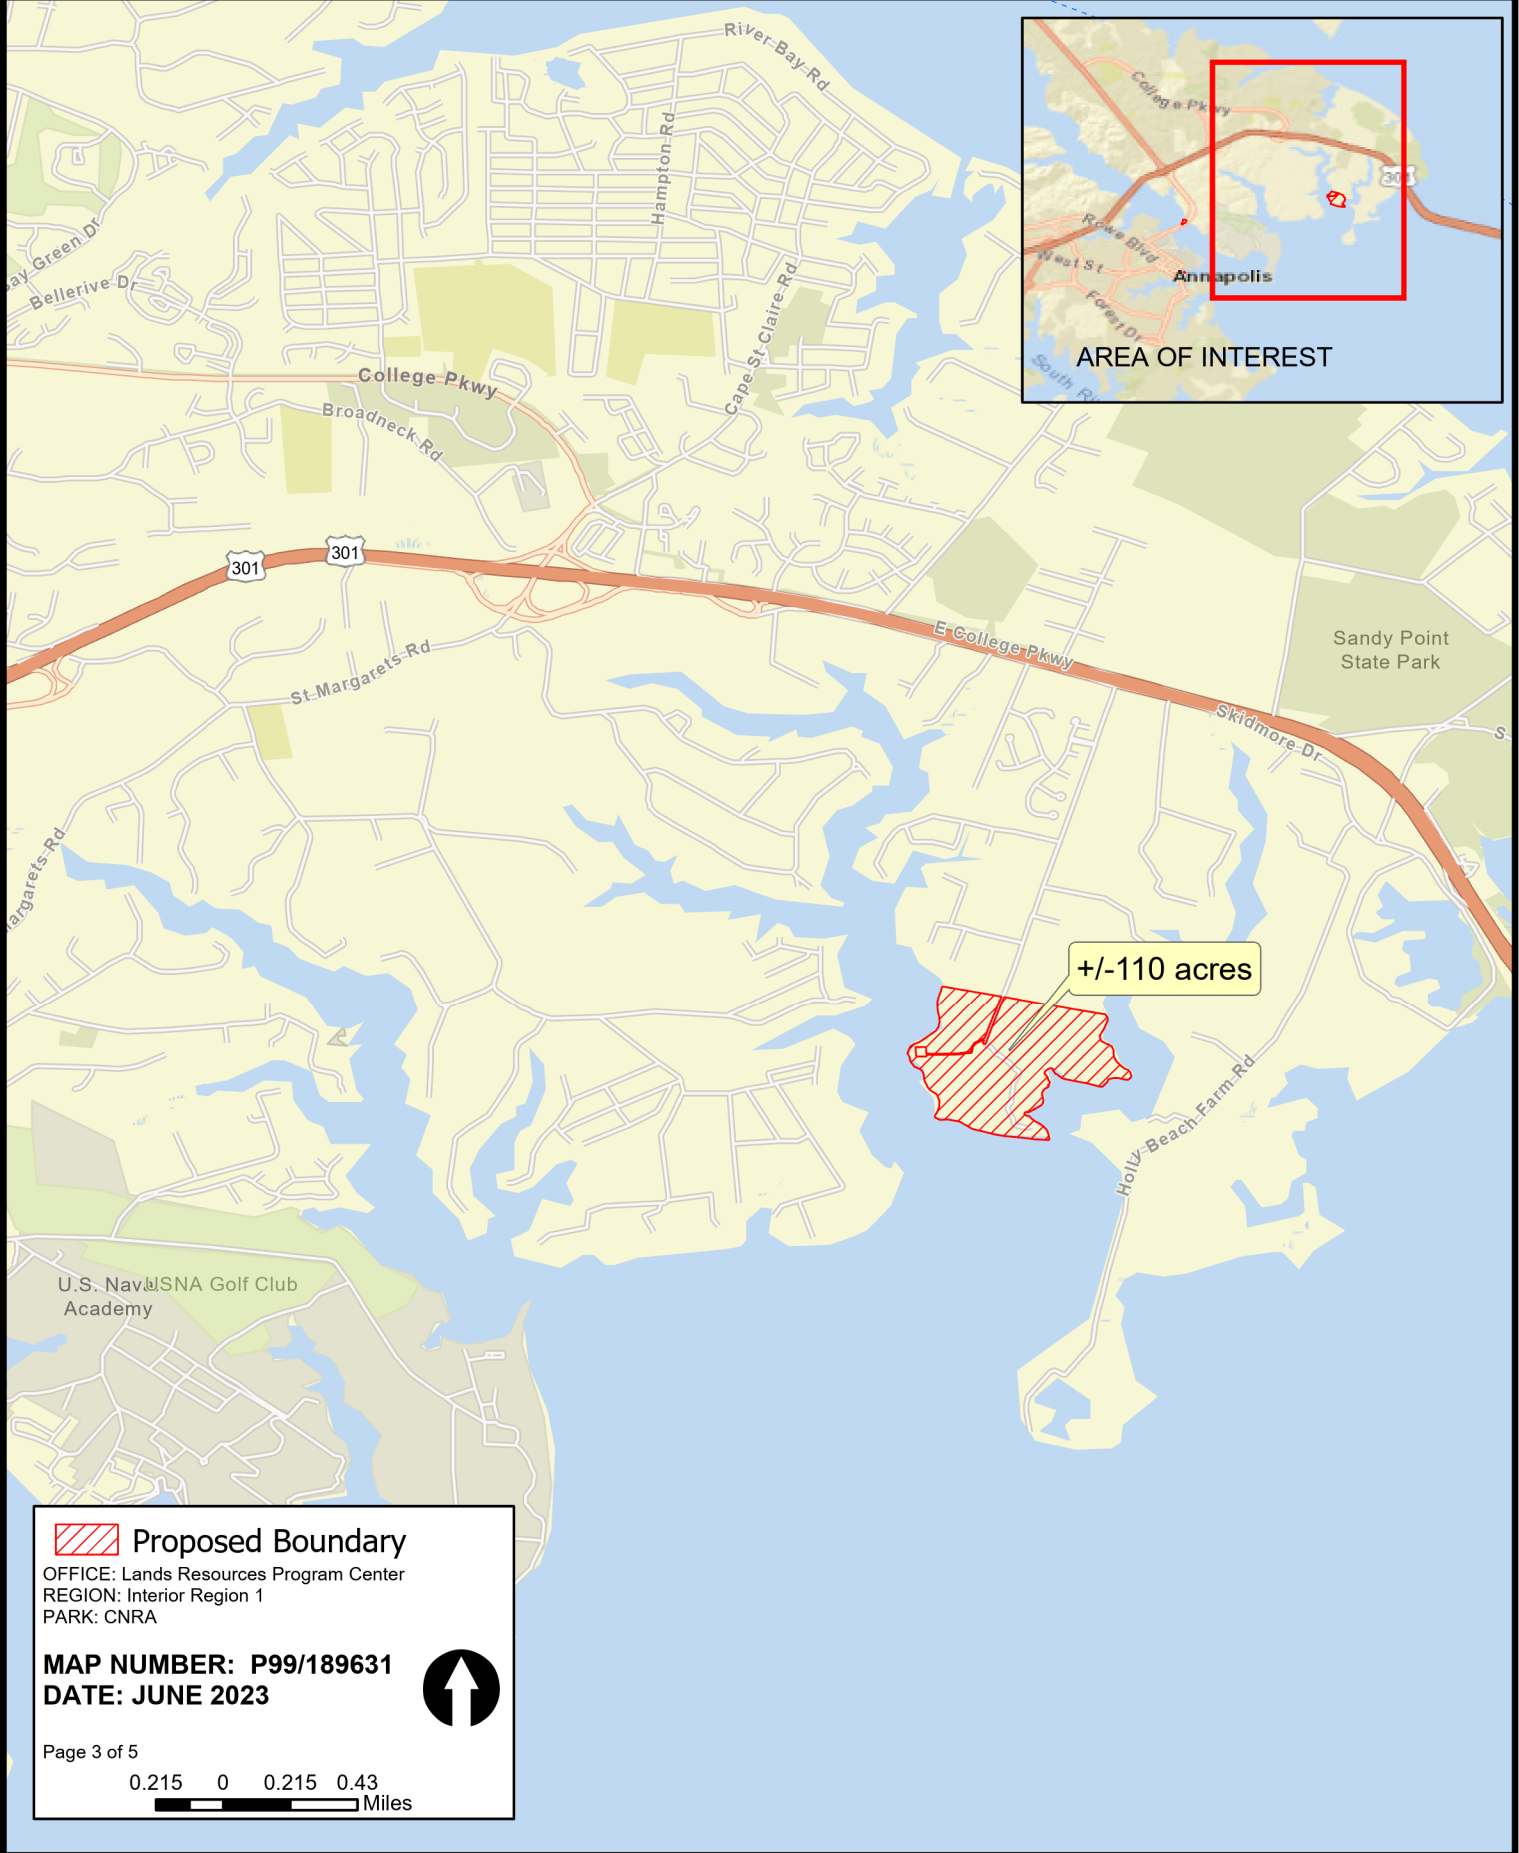 River Bay Rd
Hampton Rd
Bay Green Dr
Bellerive Dr
Cape St Claire Rd
College Pkwy
Broadneck Rd
301
301
St Margarets Rd
E College Pkwy
Skidmore Dr
Sandy Point
State Park
S
Margarets Rd
+/-110 acres
Holly Beach Farm Rd
U.S. Nava
Academy
USNA Golf Club
College Pkwy
301
Rowe Blvd
West St
Annapolis
Forest Dr
South Riv
AREA OF INTEREST
Proposed Boundary
OFFICE: Lands Resources Program Center
REGION: Interior Region 1
PARK: CNRA
MAP NUMBER: P99/189631
DATE: JUNE 2023
Page 3 of 5
0.215 0 0.215 0.43
Miles